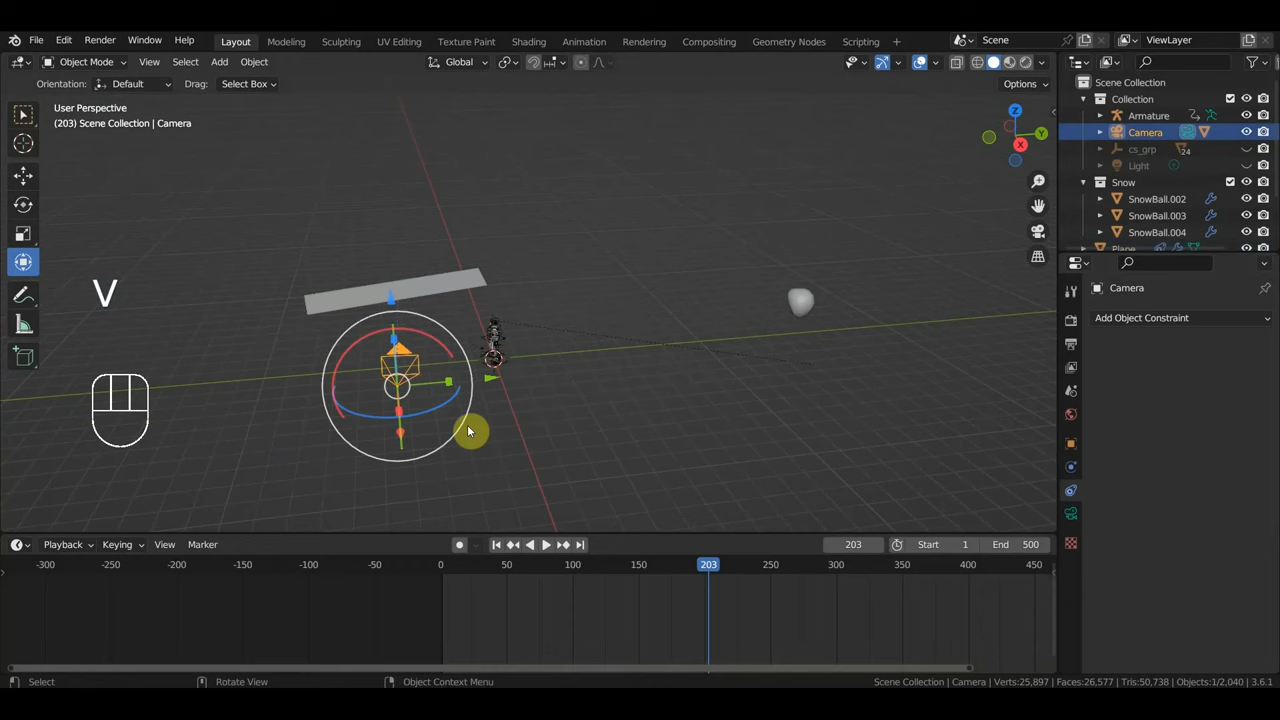 File Edit Render Window Help Layout Modeling Sculpting UV Editing Texture Paint Shading Animation Rendering Compositing Geometry Nodes Scripting + Scene ViewLayer
Object Mode View Select Add Object Global
Orientation: Default Drag: Select Box Options
User Perspective
(203) Scene Collection | Camera
Scene Collection
Collection
Armature
Camera
cs_grp 24
Light
Snow
SnowBall.002
SnowBall.003
SnowBall.004
Plane
Z
Y
X
V
Camera
Add Object Constraint
Playback Keying View Marker 203 Start 1 End 500
-300 -250 -200 -150 -100 -50 0 50 100 150 203 250 300 350 400 450
Select Rotate View Object Context Menu Scene Collection | Camera | Verts:25,897 | Faces:26,577 | Tris:50,738 | Objects:1/2,040 | 3.6.1